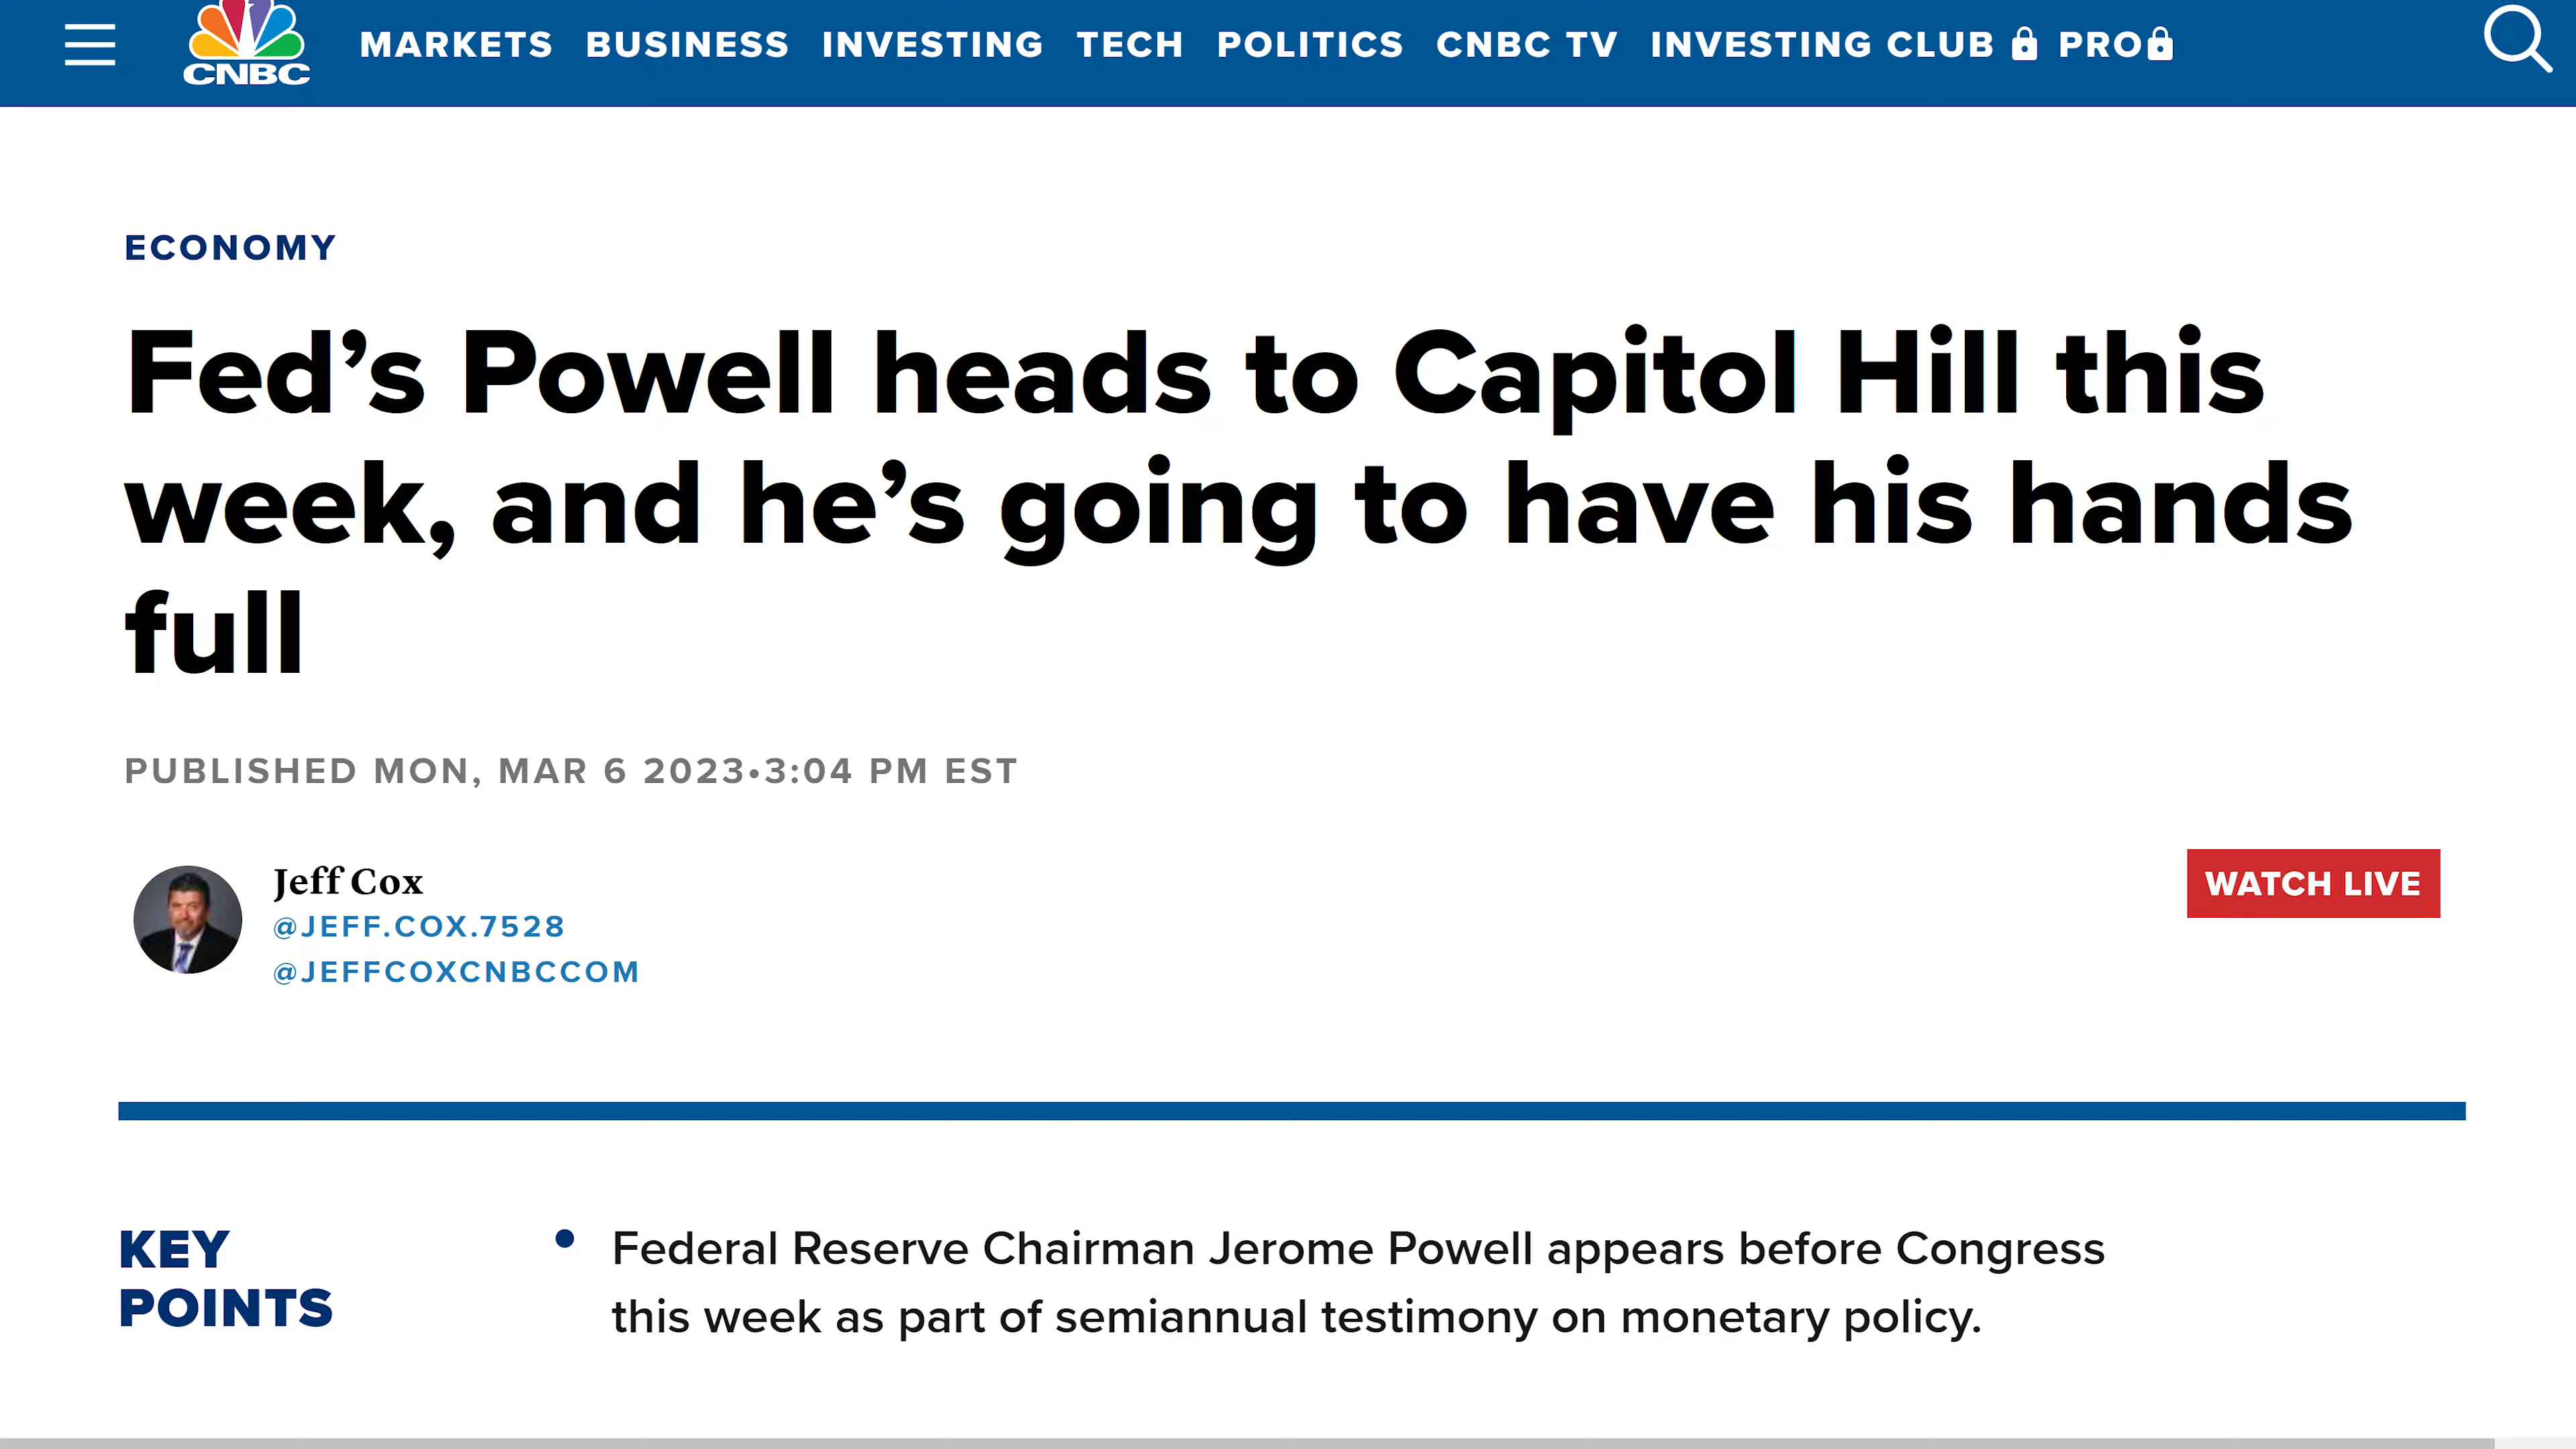 CNBC MARKETS BUSINESS INVESTING TECH POLITICS CNBC TV INVESTING CLUB PRO
ECONOMY
Fed’s Powell heads to Capitol Hill this
week, and he’s going to have his hands
full
PUBLISHED MON, MAR 6 2023•3:04 PM EST
Jeff Cox
@JEFF.COX.7528
@JEFFCOXCNBCCOM
WATCH LIVE
KEY
POINTS
• Federal Reserve Chairman Jerome Powell appears before Congress
this week as part of semiannual testimony on monetary policy.